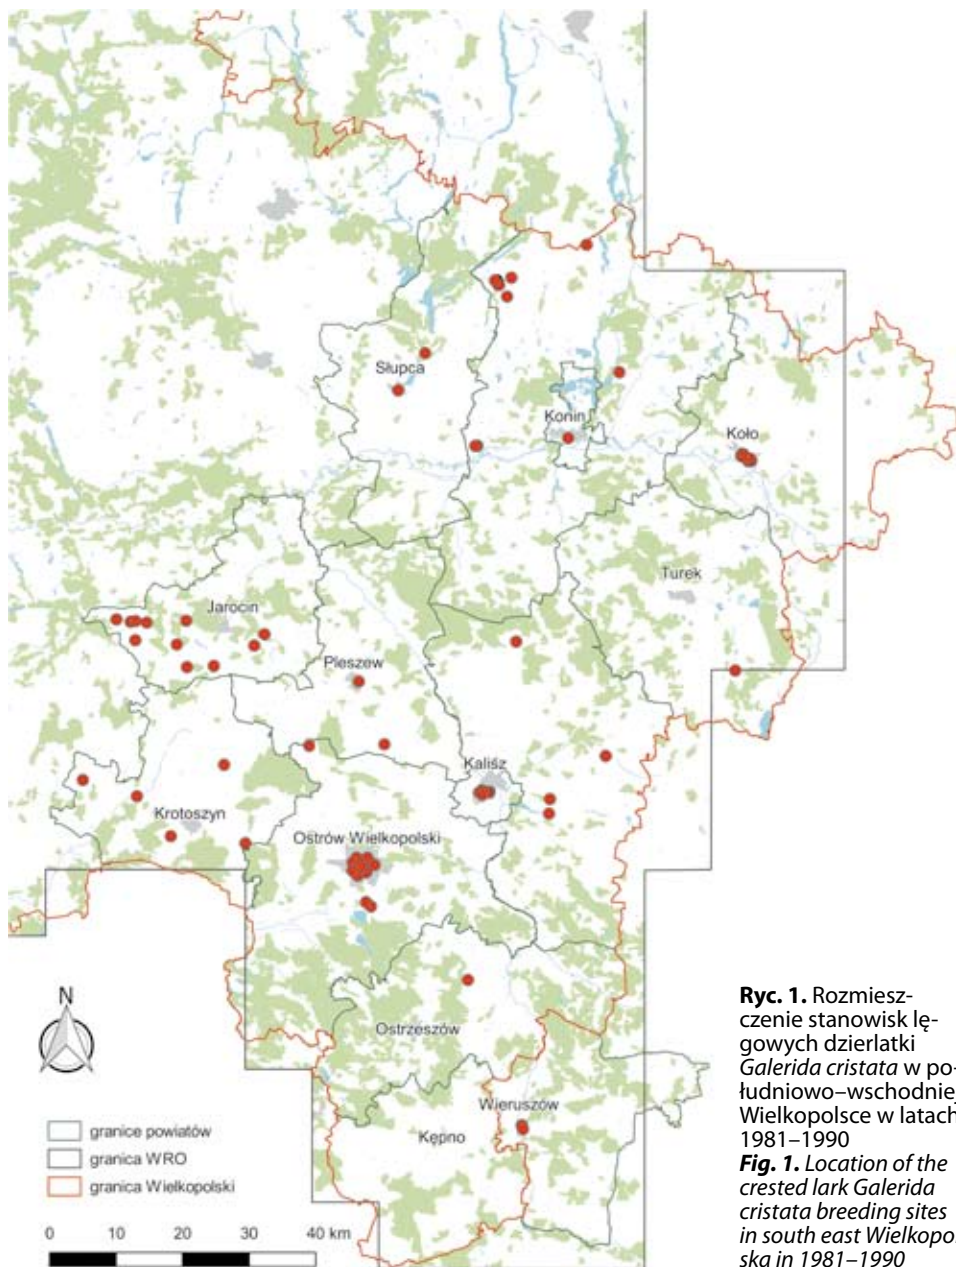 Słupca
Konin
Koło
Turek
Jarocin
Pleszew
Kalisz
Krotoszyn
Ostrów Wielkopolski
Ostrzeszów
Wieruszów
Kępno
N
granice powiatów
granica WRO
granica Wielkopolski
0 10 20 30 40 km
Ryc. 1. Rozmiesz-
czenie stanowisk lę-
gowych dzierlatki
Galerida cristata w po-
łudniowo–wschodniej
Wielkopolsce w latach
1981–1990
Fig. 1. Location of the
crested lark Galerida
cristata breeding sites
in south east Wielkopol-
ska in 1981–1990